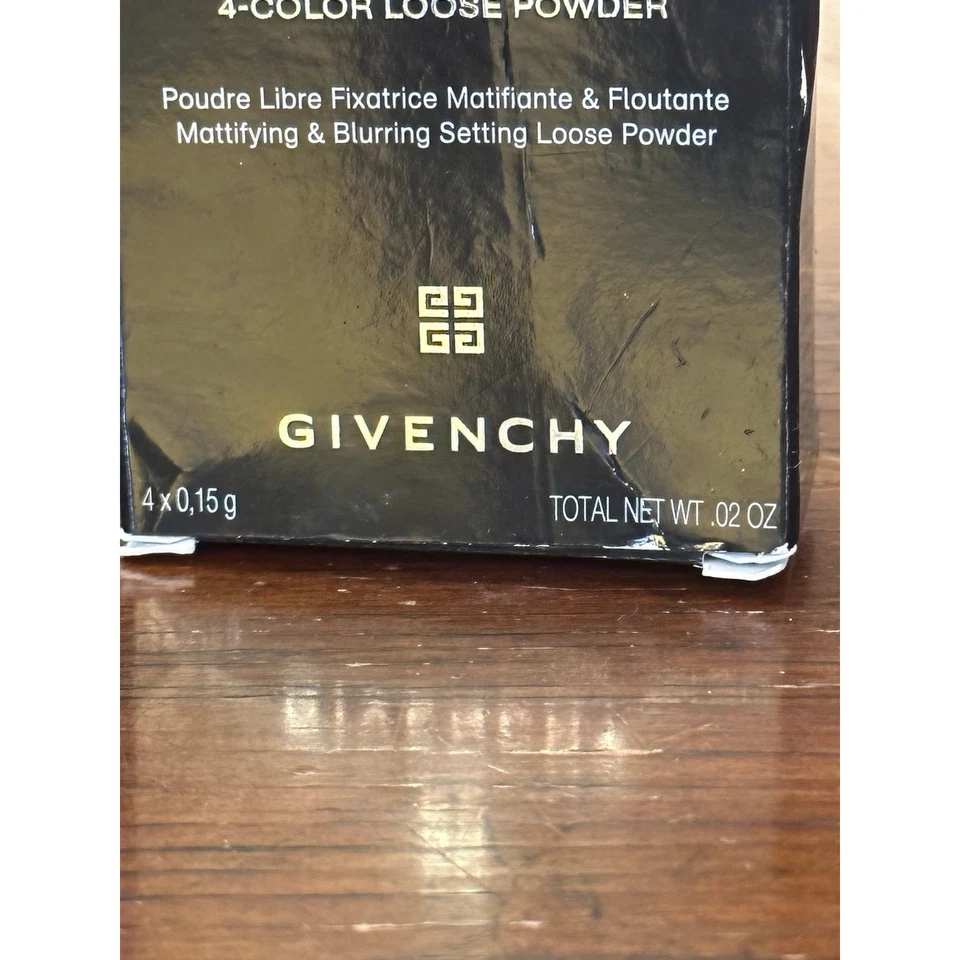 4-COLOR LOOSE POWDER
Poudre Libre Fixatrice Matifiante & Floutante
Mattifying & Blurring Setting Loose Powder
GIVENCHY
4 x 0,15 g
TOTAL NET WT .02 OZ